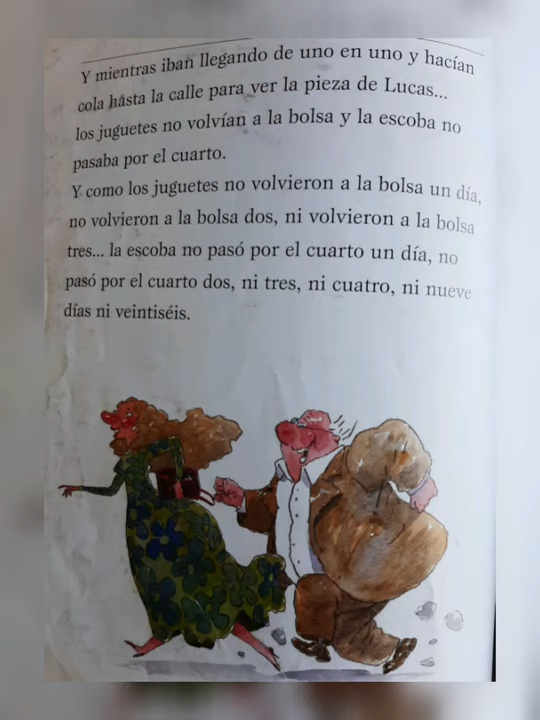 Y mientras iban llegando de uno en uno y hacían
cola hasta la calle para ver la pieza de Lucas...
los juguetes no volvían a la bolsa y la escoba no
pasaba por el cuarto.
Y como los juguetes no volvieron a la bolsa un día,
no volvieron a la bolsa dos, ni volvieron a la bolsa
tres... la escoba no pasó por el cuarto un día, no
pasó por el cuarto dos, ni tres, ni cuatro, ni nueve
días ni veintiséis.